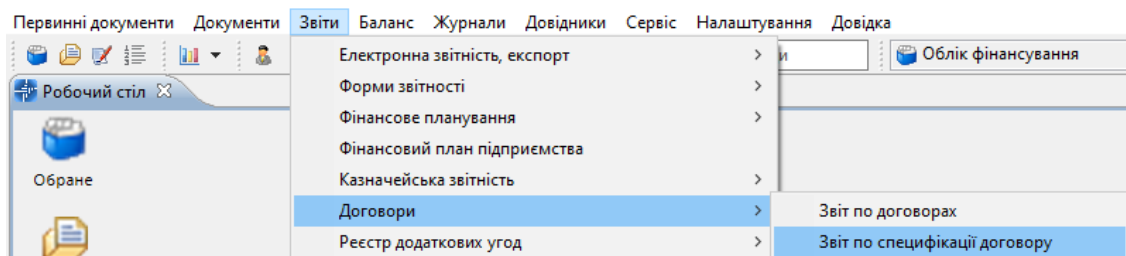 Первинні документи Документи Звіти Баланс Журнали Довідники Сервіс Налаштування Довідка
Облік фінансування
Робочий стіл
Обране
Електронна звітність, експорт
Форми звітності
Фінансове планування
Фінансовий план підприємства
Казначейська звітність
Договори
Реєстр додаткових угод
Звіт по договорах
Звіт по специфікації договору